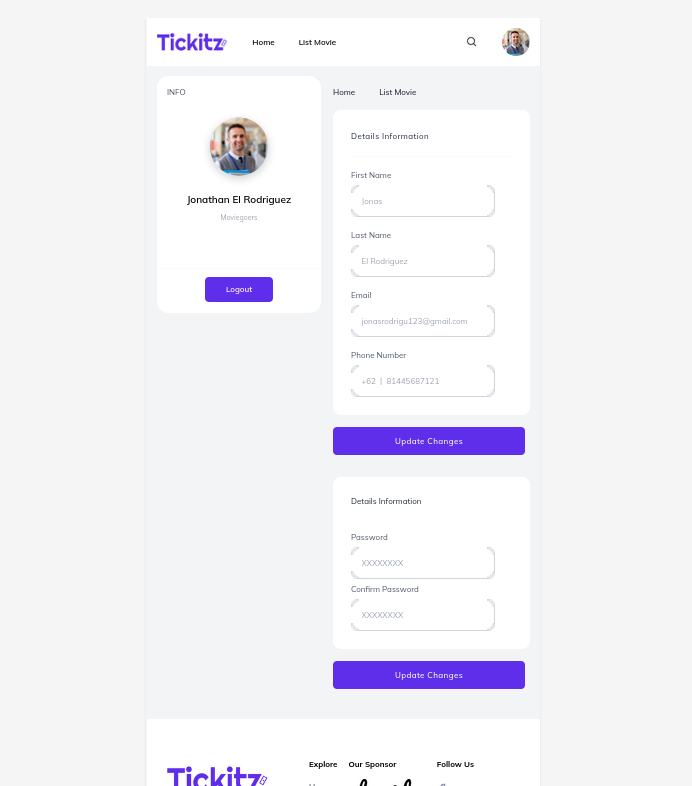 Tickitz
Home
List Movie
INFO
Jonathan El Rodriguez
Moviegoers
Logout
Home
List Movie
Details Information
First Name
Jonas
Last Name
El Rodriguez
Email
jonasrodrigu123@gmail.com
Phone Number
+62 | 81445687121
Update Changes
Details Information
Password
XXXXXXXX
Confirm Password
XXXXXXXX
Update Changes
Tickitz
Explore
Our Sponsor
Follow Us